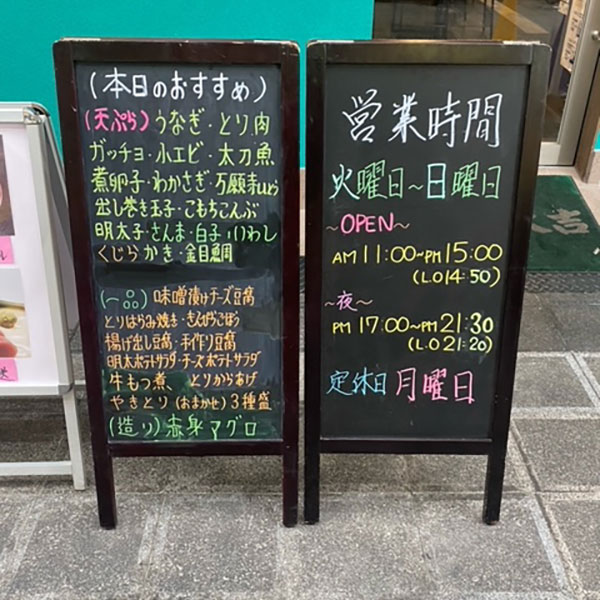 (本日のおすすめ)
(天ぷら)うなぎ・とり肉
ガッチョ・小エビ・太刀魚
煮卵子・わかさぎ・万願寺
出し巻き玉子・こもちこんぶ
明太子・さんま・白子・いわし
くじら かき・金目鯛
(一品)味噌漬けチーズ豆腐
とりはらみ焼き・きんぴらごぼう
揚げ出し豆腐・手作り豆腐
明太ポテトサラダ・チーズポテトサラダ
牛もつ煮、とりからあげ
やきとり(おまかせ)3種盛
(造り)赤身マグロ
営業時間
火曜日~日曜日
~OPEN~
AM 11:00~PM 15:00
(L.O 14:50)
~夜~
PM 17:00~PM 21:30
(L.O 21:20)
定休日 月曜日